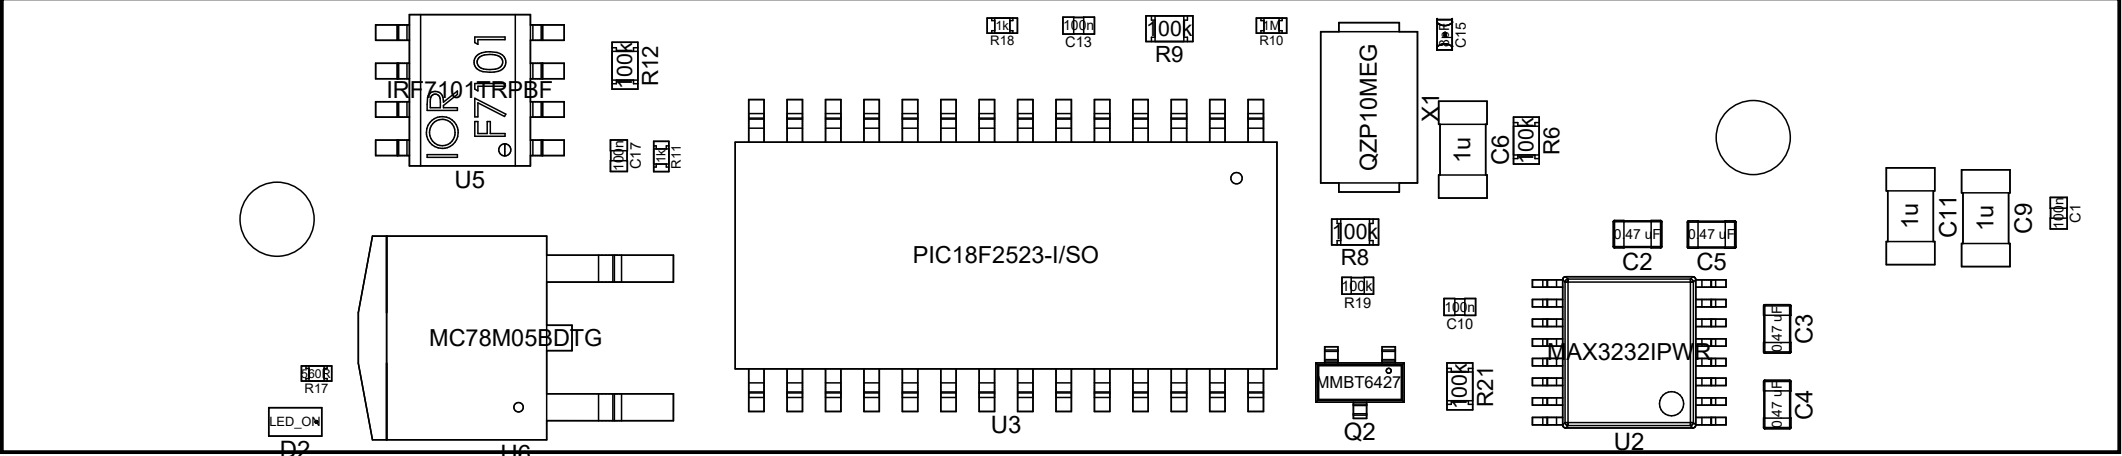 IRF7101TRPBF
IOR
F7101
U5
100k
R12
100n
C17
1k
R11
1k
R18
100n
C13
100k
R9
1M
R10
QZP10MEG
X1
C15
1u
C6
100k
R6
PIC18F2523-I/SO
U3
100k
R8
100k
R19
100n
C10
MMBT6427
Q2
100k
R21
0.47 uF
C2
0.47 uF
C5
MAX3232IPWR
U2
0.47 uF
C3
0.47 uF
C4
1u
C11
1u
C9
100n
C1
MC78M05BDTG
U6
560R
R17
LED_ON
D2